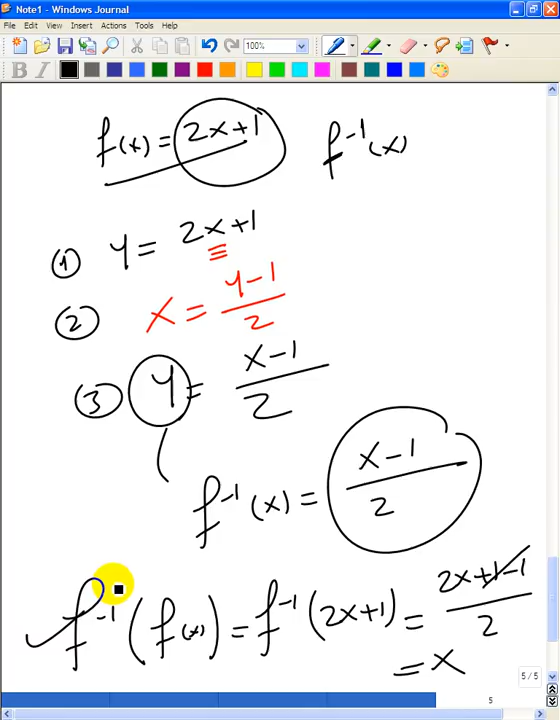 Note1 - Windows Journal
File Edit View Insert Actions Tools Help
100%
B I
f(x) = 2x+1 f⁻¹(x)
① y = 2x+1
② x = y-1/2
③ y = x-1/2
f⁻¹(x) = x-1/2
f⁻¹(f(x)) = f⁻¹(2x+1) = 2x+1-1/2
= x
5/5
5